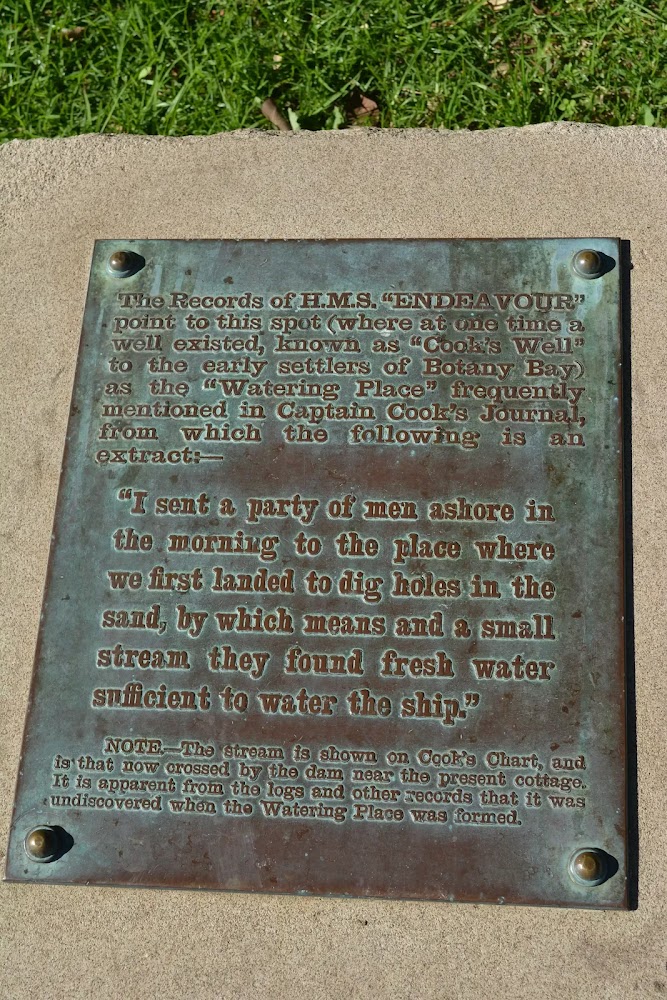 The Records of H.M.S. "ENDEAVOUR"
point to this spot (where at one time a
well existed, known as "Cook's Well"
to the early settlers of Botany Bay)
as the "Watering Place" frequently
mentioned in Captain Cook's Journal,
from which the following is an
extract:—
"I sent a party of men ashore in
the morning to the place where
we first landed to dig holes in the
sand, by which means and a small
stream they found fresh water
sufficient to water the ship."
NOTE.—The stream is shown on Cook's Chart, and
is that now crossed by the dam near the present cottage.
It is apparent from the logs and other records that it was
undiscovered when the Watering Place was formed.